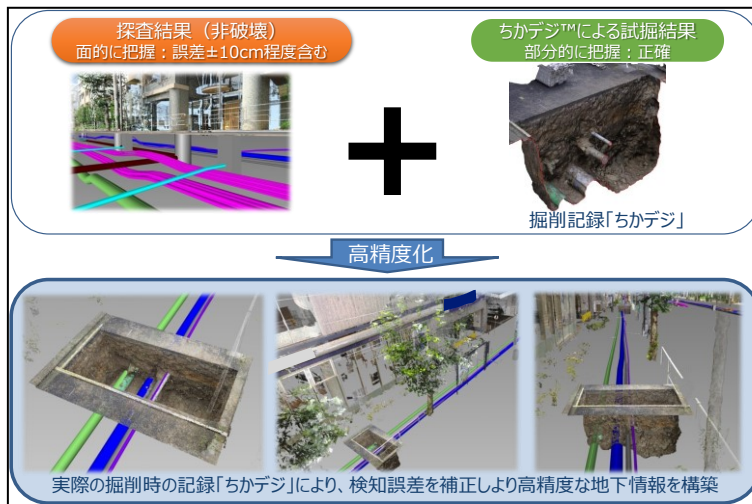 探査結果（非破壊）
面的に把握：誤差±10cm程度含む
ちかデジ™による試掘結果
部分的に把握：正確
掘削記録「ちかデジ」
高精度化
実際の掘削時の記録「ちかデジ」により、検知誤差を補正しより高精度な地下情報を構築